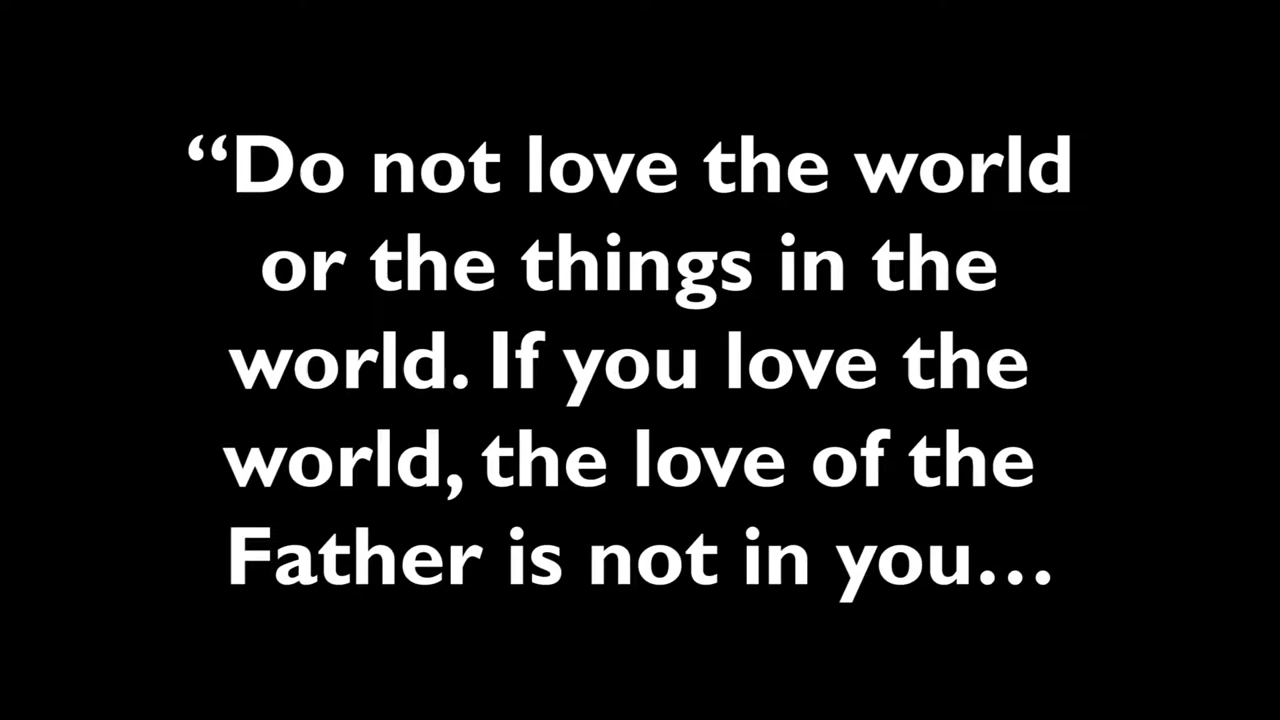 “Do not love the world
or the things in the
world. If you love the
world, the love of the
Father is not in you…